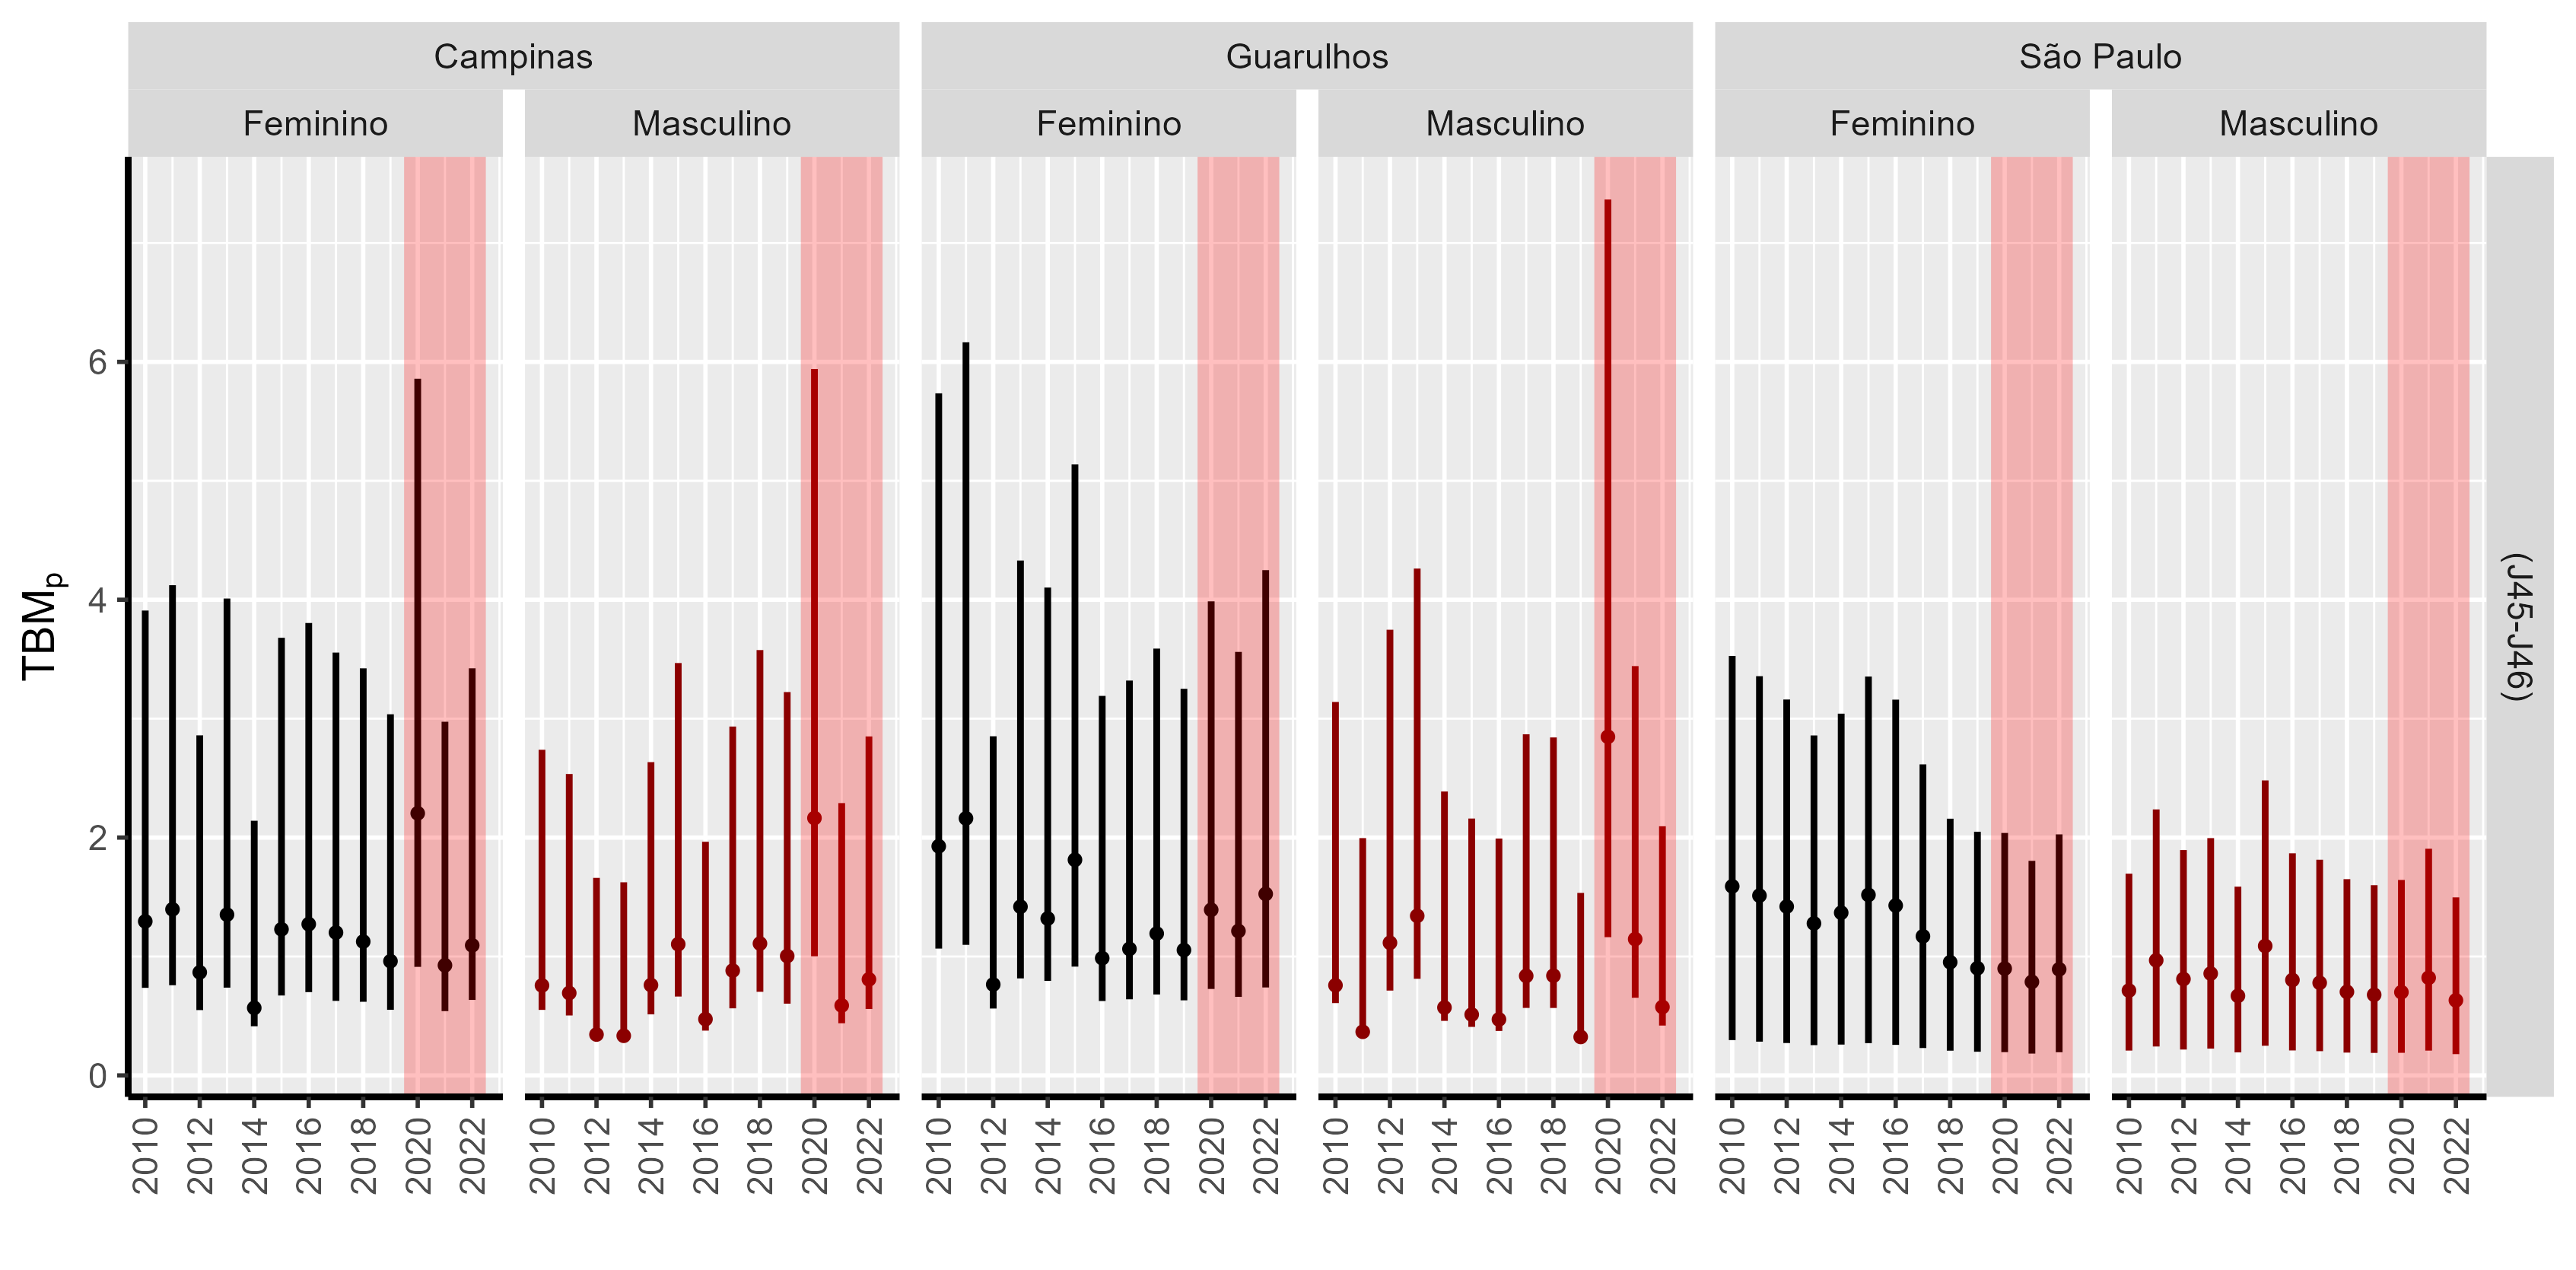 Campinas Guarulhos São Paulo
Feminino Masculino Feminino Masculino Feminino Masculino
TBMp
6
4
2
0
(J45-J46)
2010 2012 2014 2016 2018 2020 2022 2010 2012 2014 2016 2018 2020 2022 2010 2012 2014 2016 2018 2020 2022 2010 2012 2014 2016 2018 2020 2022 2010 2012 2014 2016 2018 2020 2022 2010 2012 2014 2016 2018 2020 2022